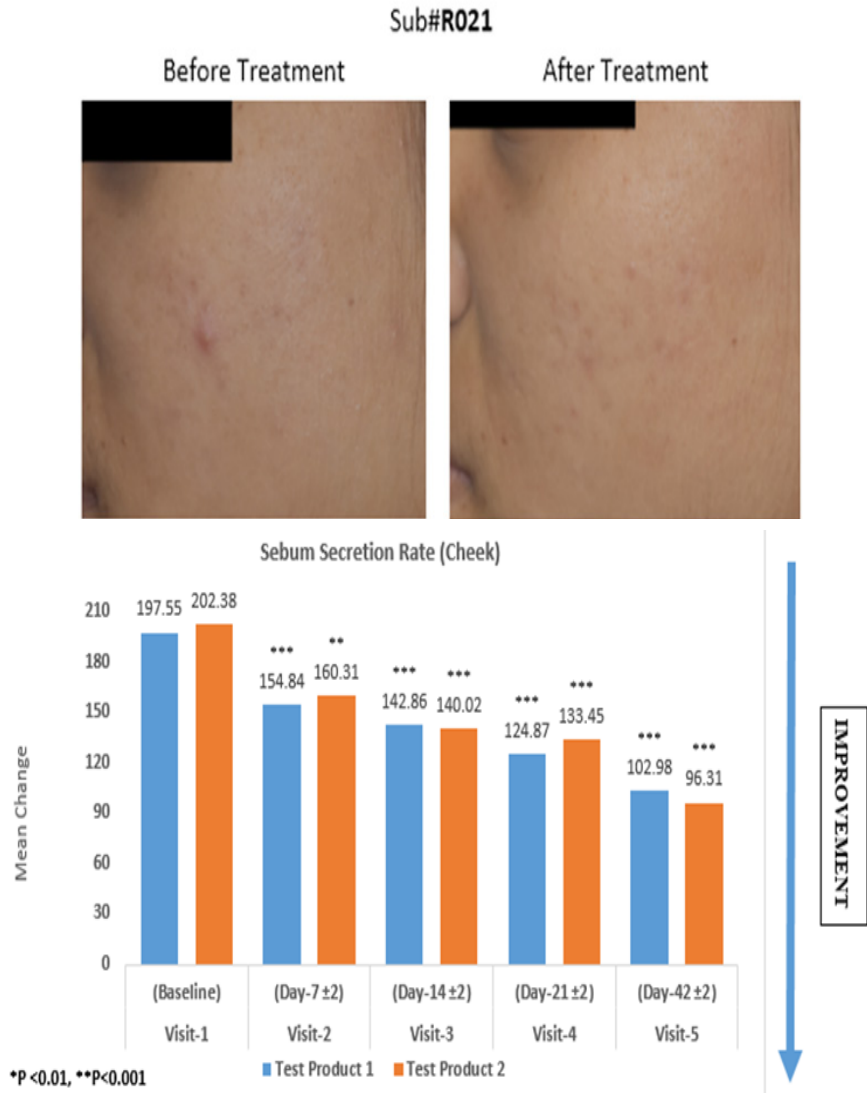 Sub#R021
Before Treatment After Treatment
Sebum Secretion Rate (Cheek)
Mean Change
210
180
150
120
90
60
30
0
197.55 202.38
*** **
154.84 160.31
*** ***
142.86 140.02
*** ***
124.87 133.45
*** ***
102.98 96.31
(Baseline) (Day-7 ±2) (Day-14 ±2) (Day-21 ±2) (Day-42 ±2)
Visit-1 Visit-2 Visit-3 Visit-4 Visit-5
Test Product 1 Test Product 2
*P <0.01, **P<0.001
IMPROVEMENT